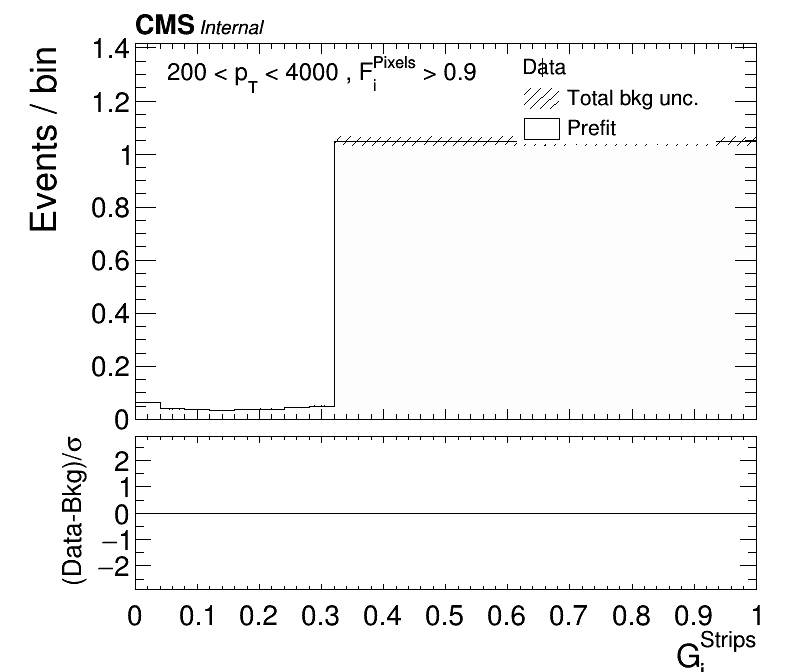 CMS Internal
200 < p_T < 4000 , F_i^Pixels > 0.9
Data
Total bkg unc.
Prefit
Events / bin
1.4
1.2
1
0.8
0.6
0.4
0.2
0
(Data-Bkg)/σ
2
1
0
−1
−2
0 0.1 0.2 0.3 0.4 0.5 0.6 0.7 0.8 0.9 1
G_i^Strips